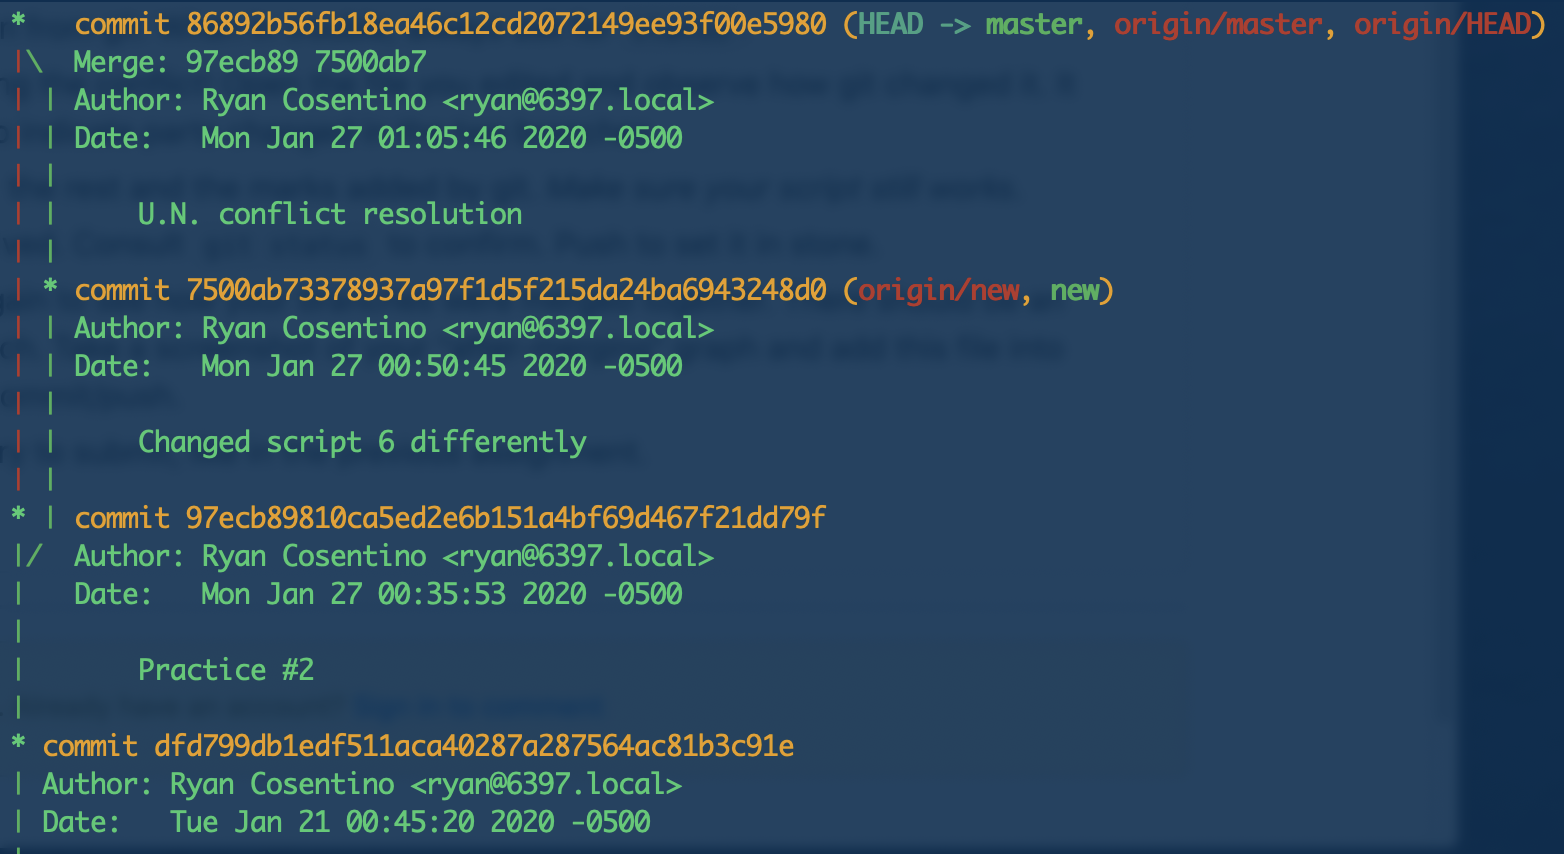 *   commit 86892b56fb18ea46c12cd2072149ee93f00e5980 (HEAD -> master, origin/master, origin/HEAD)
|\  Merge: 97ecb89 7500ab7
| | Author: Ryan Cosentino <ryan@6397.local>
| | Date:   Mon Jan 27 01:05:46 2020 -0500
| |
| |     U.N. conflict resolution
| |
| * commit 7500ab73378937a97f1d5f215da24ba6943248d0 (origin/new, new)
| | Author: Ryan Cosentino <ryan@6397.local>
| | Date:   Mon Jan 27 00:50:45 2020 -0500
| |
| |     Changed script 6 differently
| |
* | commit 97ecb89810ca5ed2e6b151a4bf69d467f21dd79f
|/  Author: Ryan Cosentino <ryan@6397.local>
|   Date:   Mon Jan 27 00:35:53 2020 -0500
|
|       Practice #2
|
* commit dfd799db1edf511aca40287a287564ac81b3c91e
| Author: Ryan Cosentino <ryan@6397.local>
| Date:   Tue Jan 21 00:45:20 2020 -0500
|